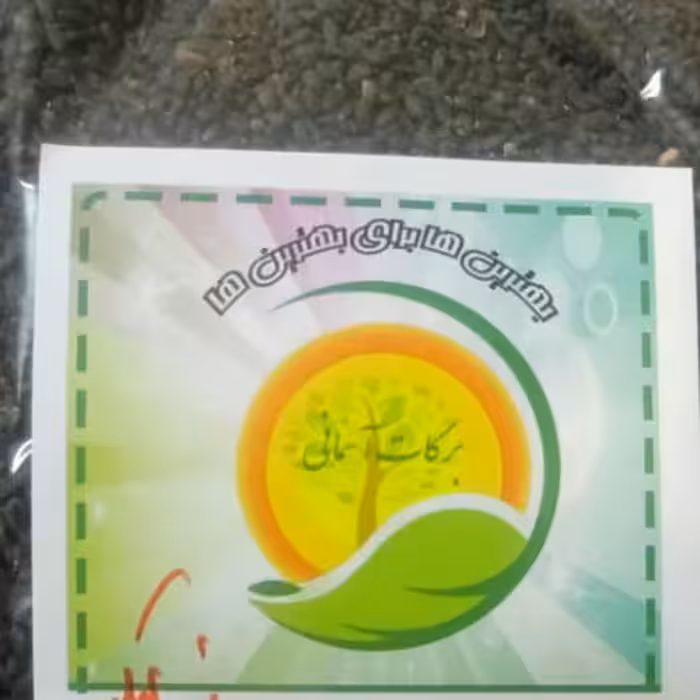 بهترین ها برای بهترین ها
برکات آسمانی